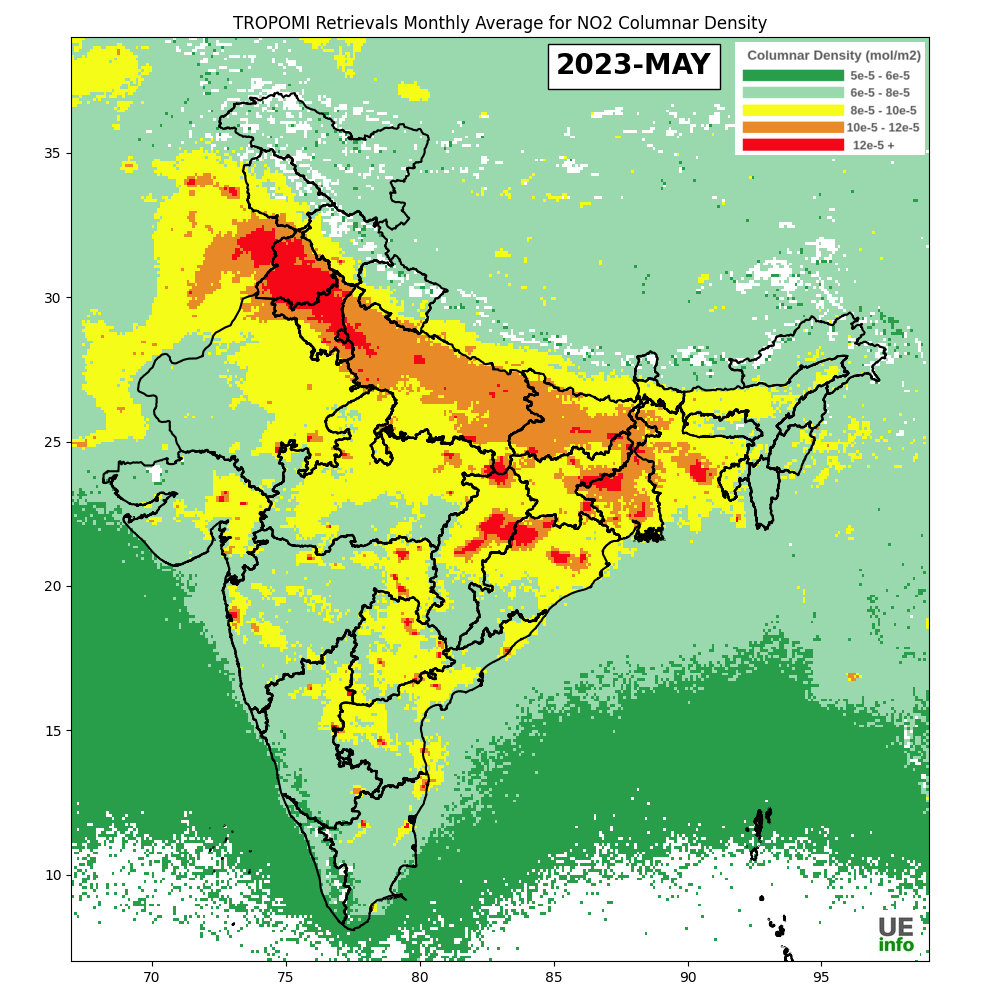 TROPOMI Retrievals Monthly Average for NO2 Columnar Density
2023-MAY
Columnar Density (mol/m2)
5e-5 - 6e-5
6e-5 - 8e-5
8e-5 - 10e-5
10e-5 - 12e-5
12e-5 +
35
30
25
20
15
10
UE
info
70 75 80 85 90 95